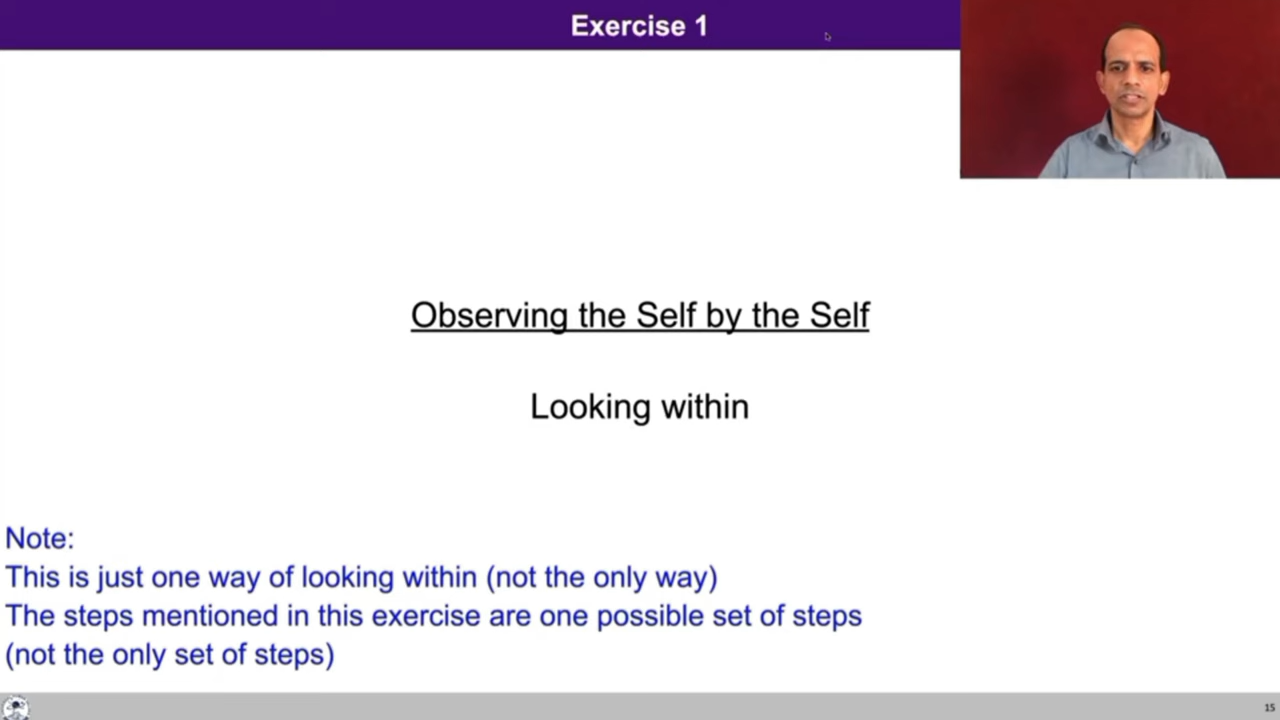 Exercise 1
Observing the Self by the Self
Looking within
Note:
This is just one way of looking within (not the only way)
The steps mentioned in this exercise are one possible set of steps
(not the only set of steps)
15